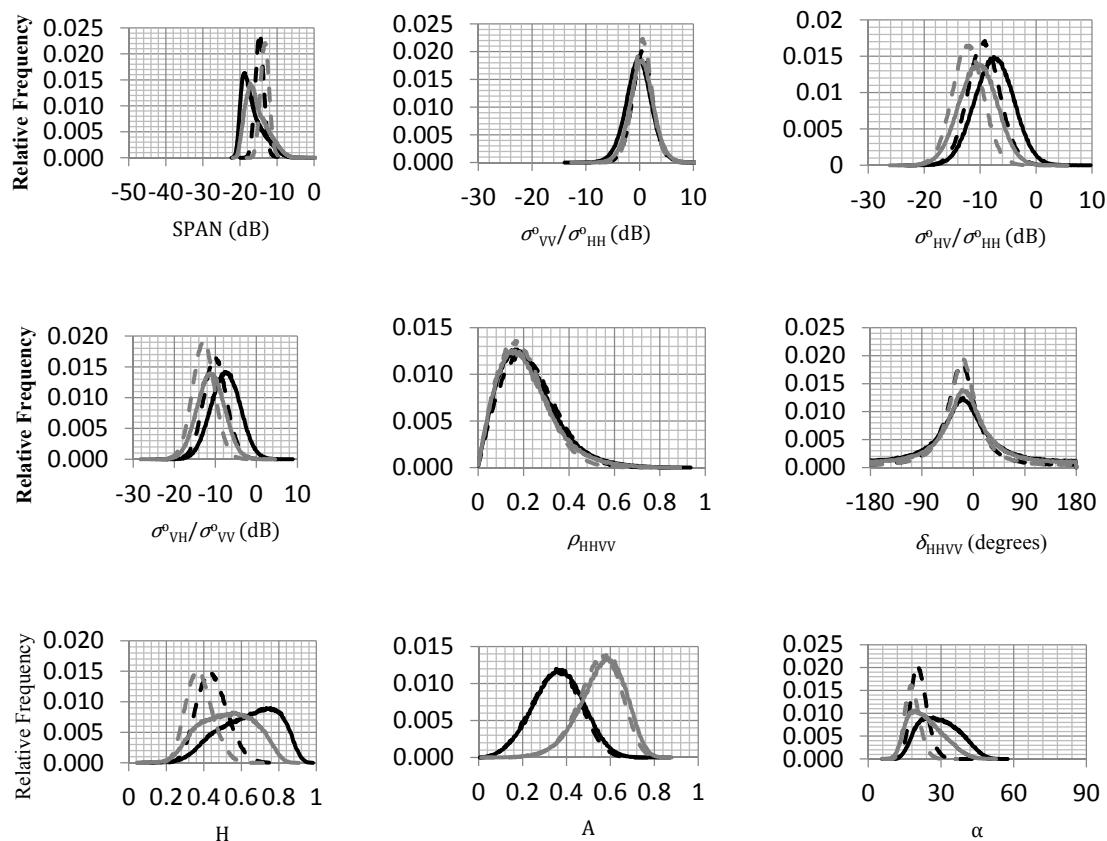 Relative Frequency
0.025
0.020
0.015
0.010
0.005
0.000
-50 -40 -30 -20 -10 0
SPAN (dB)
0.025
0.020
0.015
0.010
0.005
0.000
-30 -20 -10 0 10
σ⁰VV/σ⁰HH (dB)
0.02
0.015
0.01
0.005
0
-30 -20 -10 0 10
σ⁰HV/σ⁰HH (dB)
Relative Frequency
0.020
0.015
0.010
0.005
0.000
-30 -20 -10 0 10
σ⁰VH/σ⁰VV (dB)
0.015
0.010
0.005
0.000
0 0.2 0.4 0.6 0.8 1
ρHHVV
0.025
0.020
0.015
0.010
0.005
0.000
-180 -90 0 90 180
δHHVV (degrees)
Relative Frequency
0.020
0.015
0.010
0.005
0.000
0 0.2 0.4 0.6 0.8 1
H
0.015
0.010
0.005
0.000
0 0.2 0.4 0.6 0.8 1
A
0.025
0.020
0.015
0.010
0.005
0.000
0 30 60 90
α